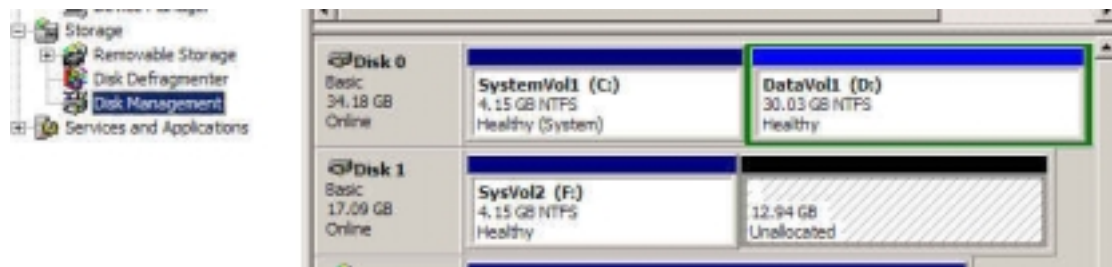 Storage
Removable Storage
Disk Defragmenter
Disk Management
Services and Applications
Disk 0
Basic
34.18 GB
Online
SystemVol1 (C:)
4.15 GB NTFS
Healthy (System)
DataVol1 (D:)
30.03 GB NTFS
Healthy
Disk 1
Basic
17.09 GB
Online
SysVol2 (F:)
4.15 GB NTFS
Healthy
12.94 GB
Unallocated